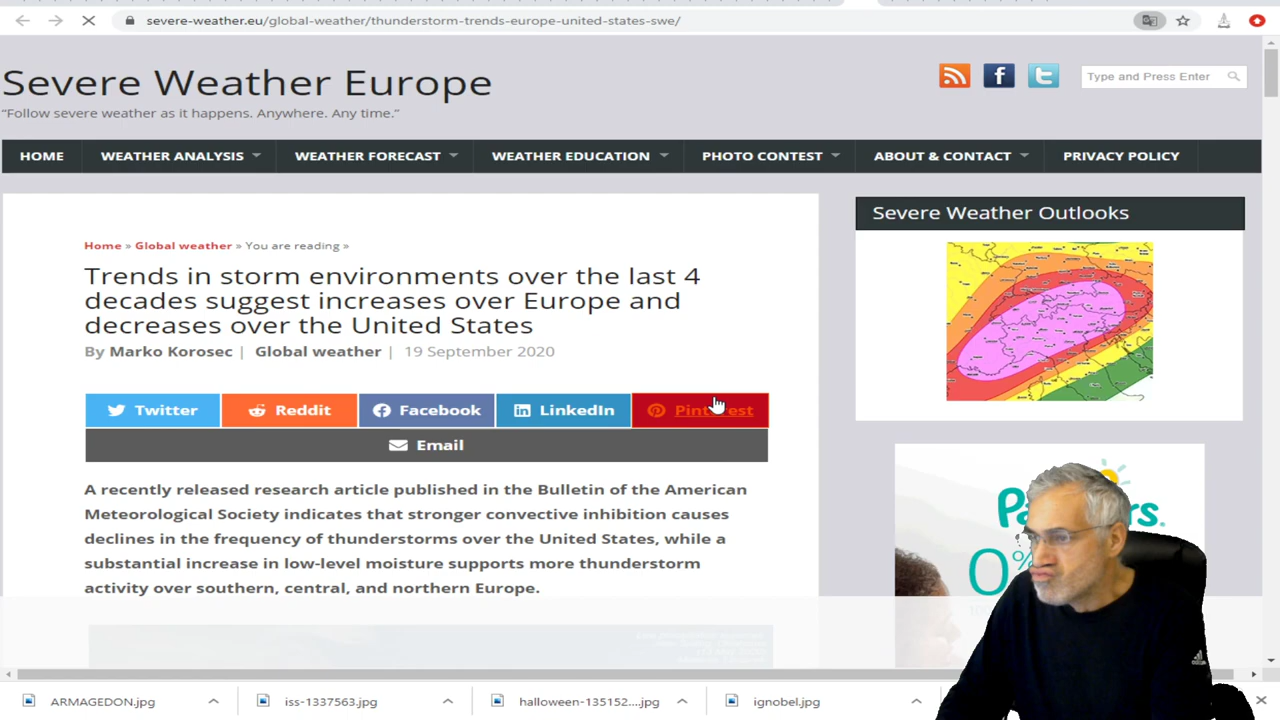 severe-weather.eu/global-weather/thunderstorm-trends-europe-united-states-swe/
Severe Weather Europe
"Follow severe weather as it happens. Anywhere. Any time."
Type and Press Enter
HOME
WEATHER ANALYSIS
WEATHER FORECAST
WEATHER EDUCATION
PHOTO CONTEST
ABOUT & CONTACT
PRIVACY POLICY
Home » Global weather » You are reading »
Trends in storm environments over the last 4
decades suggest increases over Europe and
decreases over the United States
By Marko Korosec | Global weather | 19 September 2020
Twitter
Reddit
Facebook
LinkedIn
Pinterest
Email
A recently released research article published in the Bulletin of the American
Meteorological Society indicates that stronger convective inhibition causes
declines in the frequency of thunderstorms over the United States, while a
substantial increase in low-level moisture supports more thunderstorm
activity over southern, central, and northern Europe.
Severe Weather Outlooks
0%
ARMAGEDON.jpg
iss-1337563.jpg
halloween-135152....jpg
ignobel.jpg